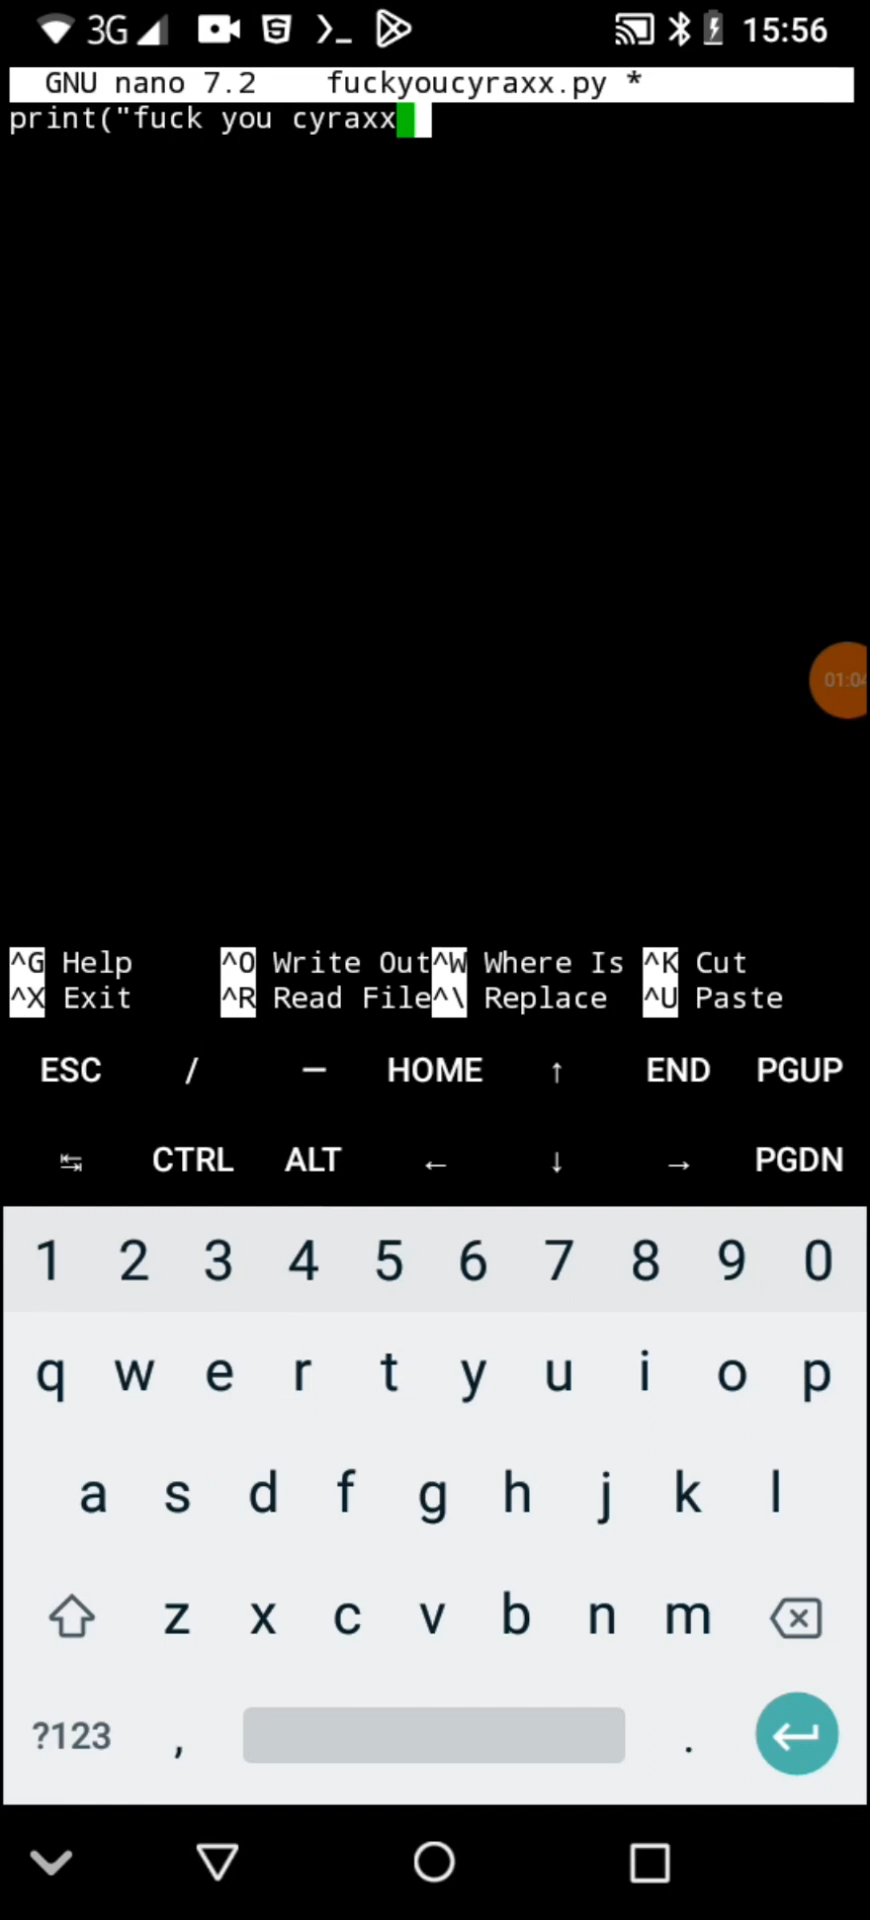 3G 15:56
GNU nano 7.2 fuckyoucyraxx.py *
print("fuck you cyraxx
01:04
^G Help ^O Write Out^W Where Is ^K Cut
^X Exit ^R Read File^\ Replace ^U Paste
ESC / — HOME ↑ END PGUP
↹ CTRL ALT ← ↓ → PGDN
1 2 3 4 5 6 7 8 9 0
q w e r t y u i o p
a s d f g h j k l
z x c v b n m
?123 , .